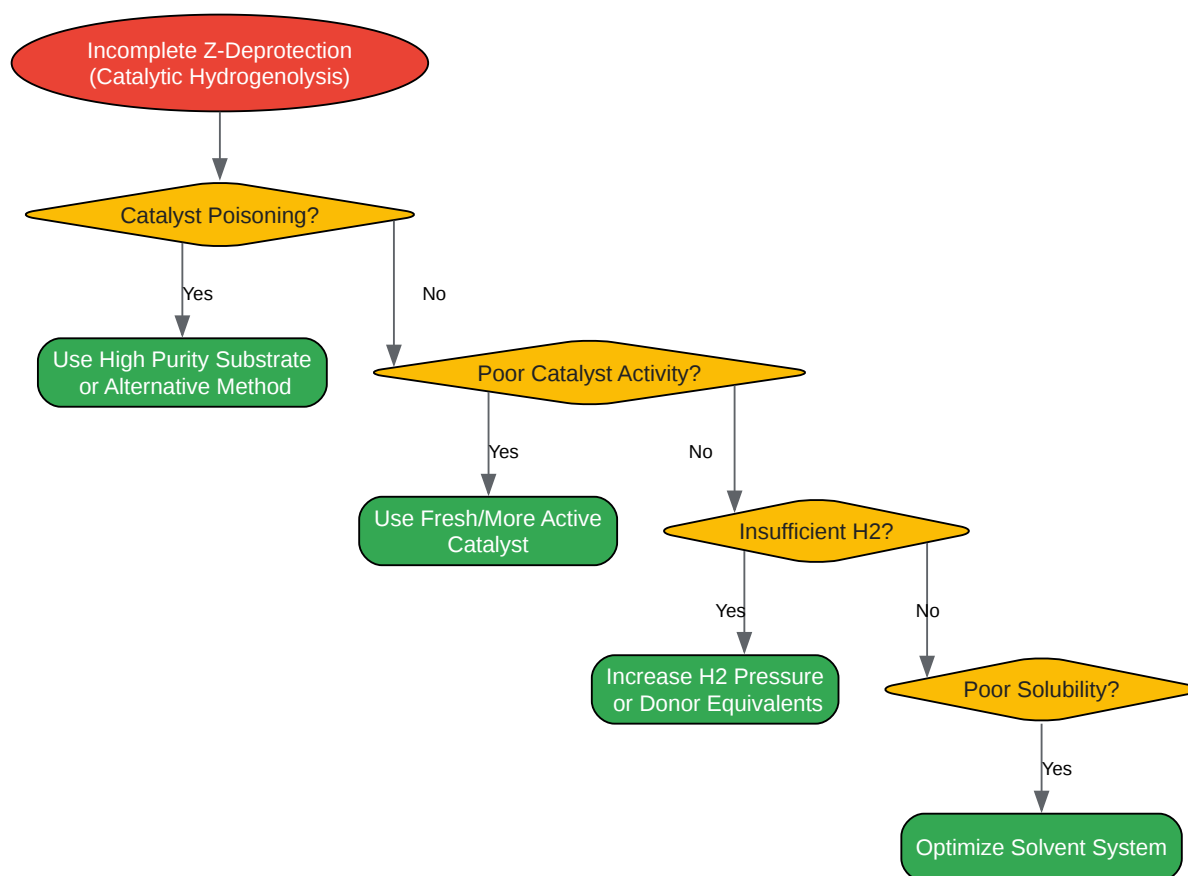 Incomplete Z-Deprotection
(Catalytic Hydrogenolysis)
Catalyst Poisoning?
Yes
No
Use High Purity Substrate
or Alternative Method
Poor Catalyst Activity?
Yes
No
Use Fresh/More Active
Catalyst
Insufficient H2?
Yes
No
Increase H2 Pressure
or Donor Equivalents
Poor Solubility?
Yes
Optimize Solvent System